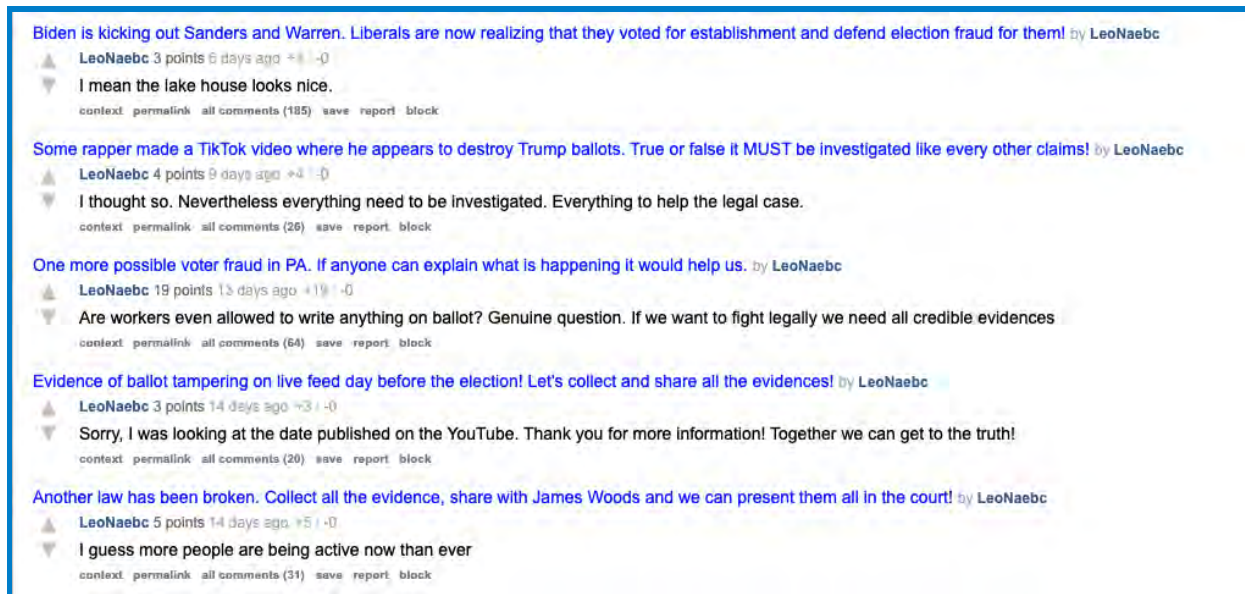 Biden is kicking out Sanders and Warren. Liberals are now realizing that they voted for establishment and defend election fraud for them! by LeoNaebc
LeoNaebc 3 points 6 days ago -0
I mean the lake house looks nice.
context permalink all comments (185) save report block
Some rapper made a TikTok video where he appears to destroy Trump ballots. True or false it MUST be investigated like every other claims! by LeoNaebc
LeoNaebc 4 points 9 days ago +4 -0
I thought so. Nevertheless everything need to be investigated. Everything to help the legal case.
context permalink all comments (26) save report block
One more possible voter fraud in PA. If anyone can explain what is happening it would help us. by LeoNaebc
LeoNaebc 19 points 13 days ago +19 -0
Are workers even allowed to write anything on ballot? Genuine question. If we want to fight legally we need all credible evidences
context permalink all comments (64) save report block
Evidence of ballot tampering on live feed day before the election! Let's collect and share all the evidences! by LeoNaebc
LeoNaebc 3 points 14 days ago +3 -0
Sorry, I was looking at the date published on the YouTube. Thank you for more information! Together we can get to the truth!
context permalink all comments (20) save report block
Another law has been broken. Collect all the evidence, share with James Woods and we can present them all in the court! by LeoNaebc
LeoNaebc 5 points 14 days ago +5 -0
I guess more people are being active now than ever
context permalink all comments (31) save report block